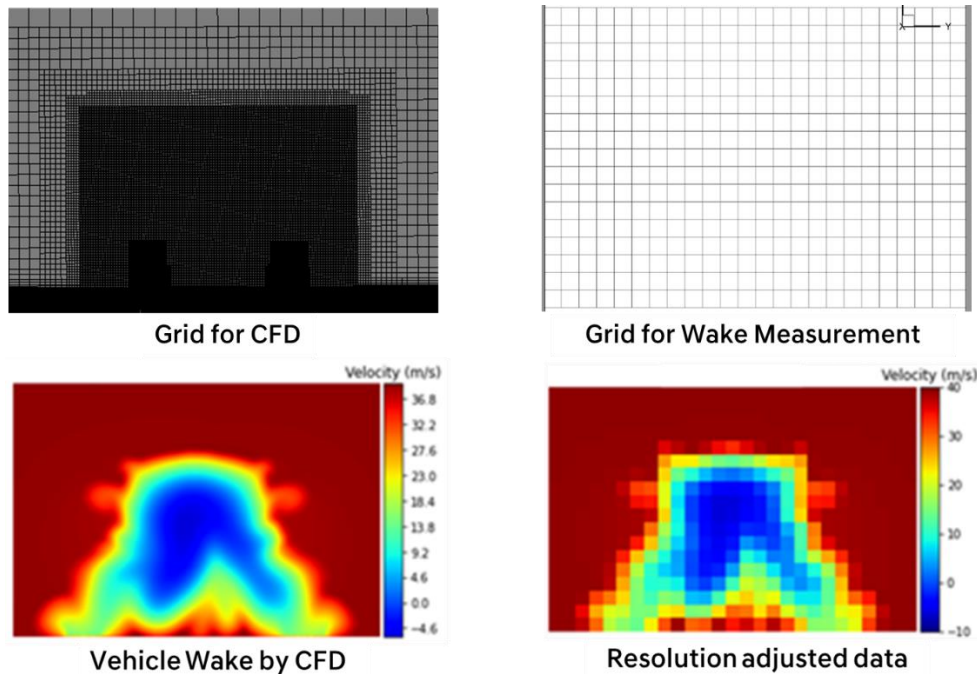 X Y
Grid for CFD
Grid for Wake Measurement
Velocity (m/s)
36.8
32.2
27.6
23.0
18.4
13.8
9.2
4.6
0.0
−4.6
Vehicle Wake by CFD
Velocity (m/s)
40
30
20
10
0
−10
Resolution adjusted data